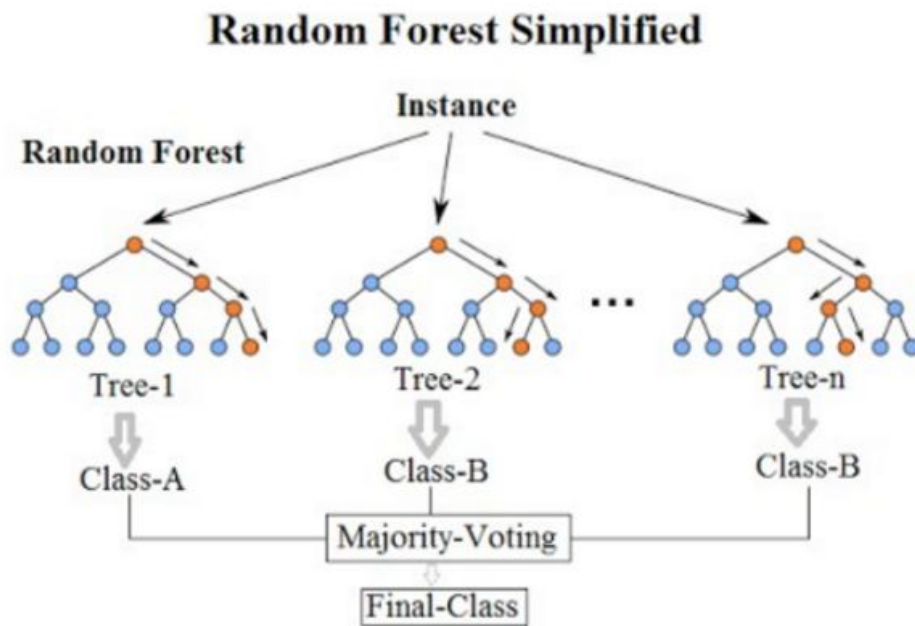 Random Forest Simplified
Instance
Random Forest
...
Tree-1
Tree-2
Tree-n
Class-A
Class-B
Class-B
Majority-Voting
Final-Class